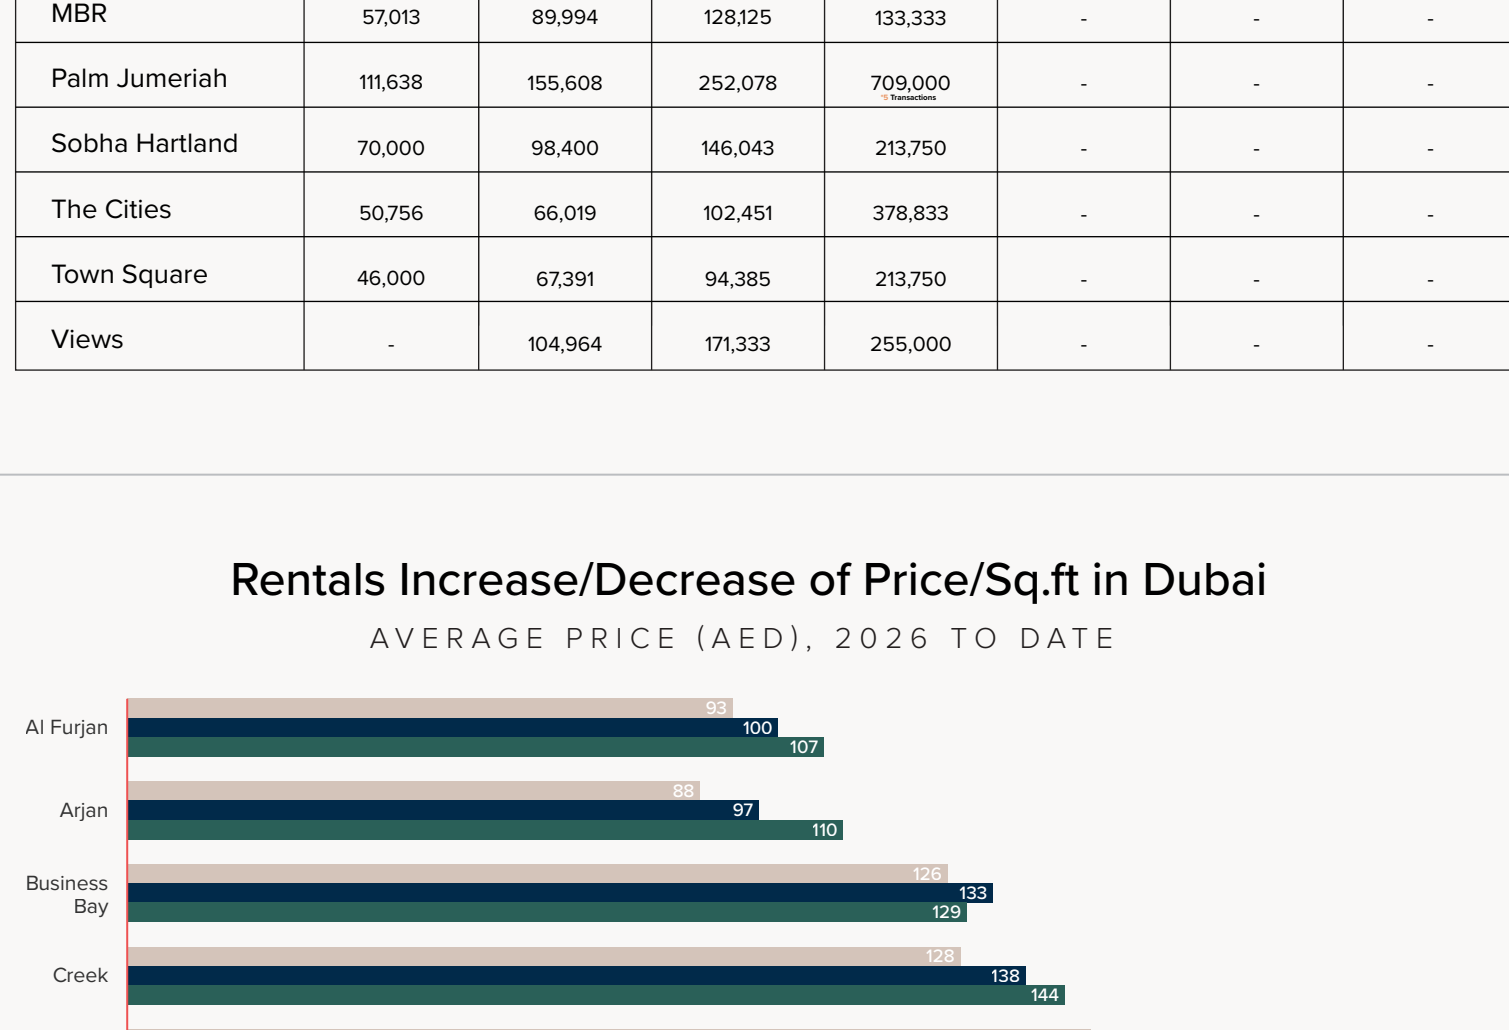 MBR 57,013 89,994 128,125 133,333 - - -
Palm Jumeriah 111,638 155,608 252,078 709,000 - - -
*5 Transactions
Sobha Hartland 70,000 98,400 146,043 213,750 - - -
The Cities 50,756 66,019 102,451 378,833 - - -
Town Square 46,000 67,391 94,385 213,750 - - -
Views - 104,964 171,333 255,000 - - -
Rentals Increase/Decrease of Price/Sq.ft in Dubai
AVERAGE PRICE (AED), 2026 TO DATE
93
Al Furjan 100
107
88
Arjan 97
110
126
Business 133
Bay 129
128
Creek 138
144